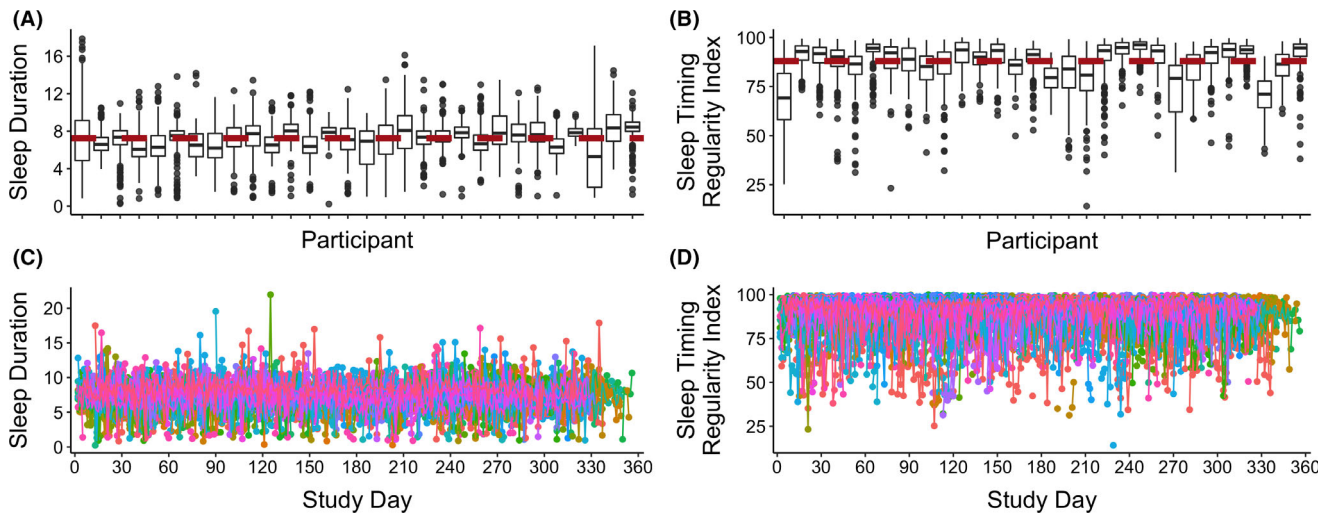 (A)
Sleep Duration
16
12
8
4
0
Participant
(B)
Sleep Timing
Regularity Index
100
75
50
25
Participant
(C)
Sleep Duration
20
15
10
5
0
0 30 60 90 120 150 180 210 240 270 300 330 360
Study Day
(D)
Sleep Timing
Regularity Index
100
75
50
25
0 30 60 90 120 150 180 210 240 270 300 330 360
Study Day